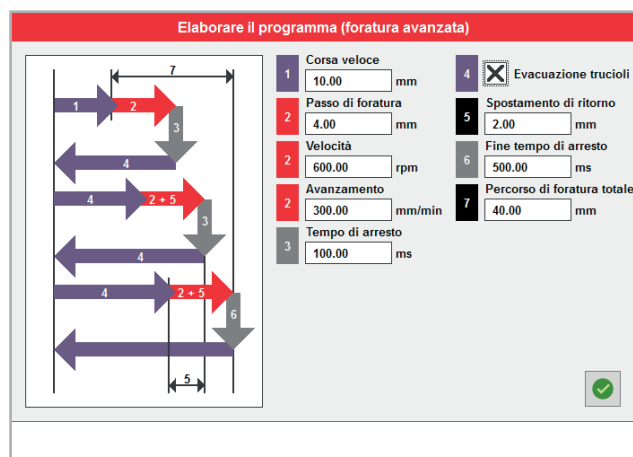 Elaborare il programma (foratura avanzata)
7
1
2
3
4
4
2 + 5
3
4
4
2 + 5
6
5
1
Corsa veloce
10.00 mm
2
Passo di foratura
4.00 mm
2
Velocità
600.00 rpm
2
Avanzamento
300.00 mm/min
3
Tempo di arresto
100.00 ms
4
Evacuazione trucioli
5
Spostamento di ritorno
2.00 mm
6
Fine tempo di arresto
500.00 ms
7
Percorso di foratura totale
40.00 mm